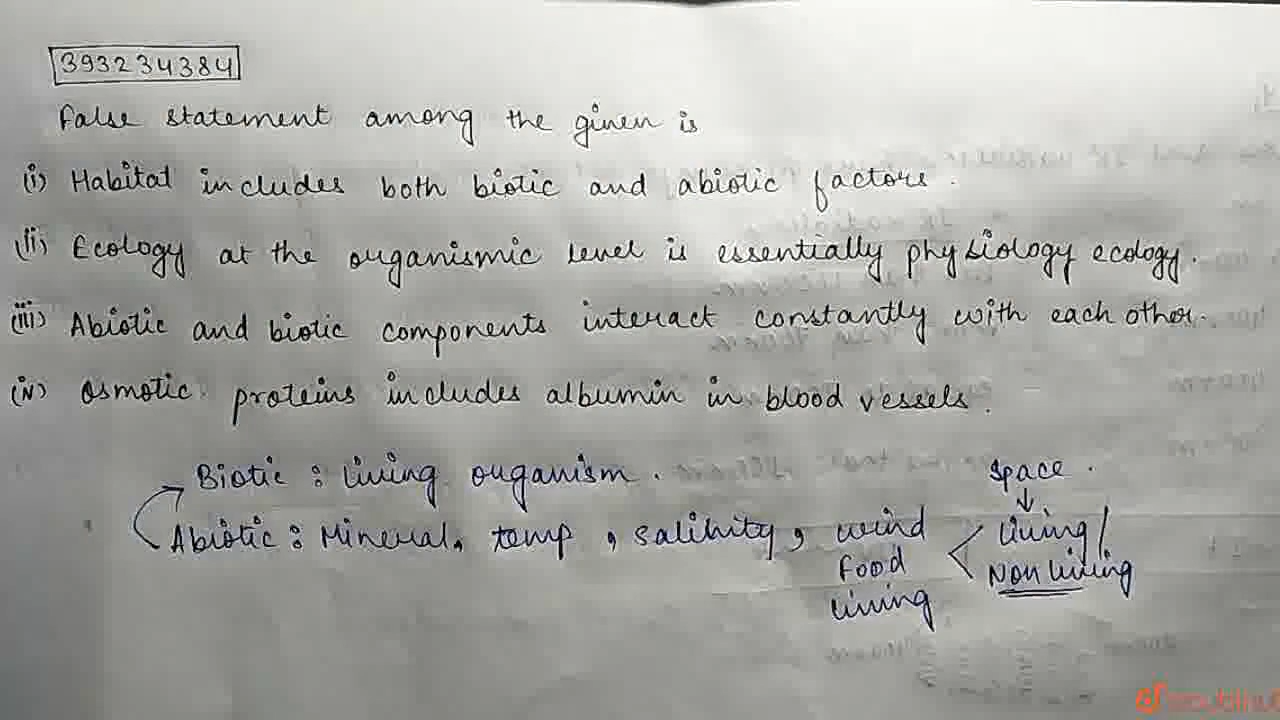 393234384
False statement among the given is
(i) Habitat includes both biotic and abiotic factors.
(ii) Ecology at the organismic level is essentially physiology ecology.
(iii) Abiotic and biotic components interact constantly with each other.
(iv) Osmotic proteins includes albumin in blood vessels.
Biotic : living organism.
space.
Abiotic : Mineral, temp, salinity, wind
living/
food
Non living
living
doubtnut